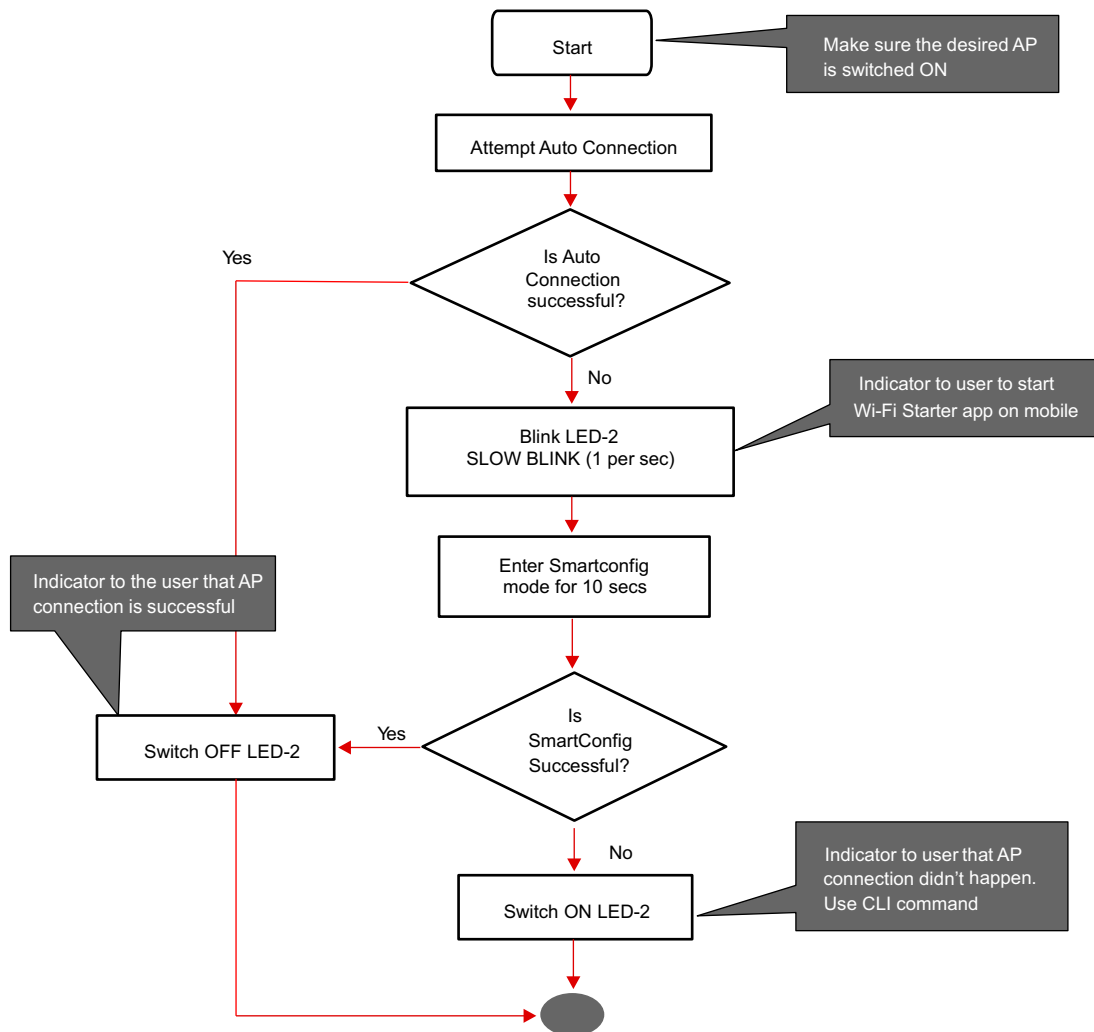 Start
Make sure the desired AP
is switched ON
Attempt Auto Connection
Is Auto
Connection
successful?
Yes
No
Indicator to user to start
Wi-Fi Starter app on mobile
Blink LED-2
SLOW BLINK (1 per sec)
Enter Smartconfig
mode for 10 secs
Indicator to the user that AP
connection is successful
Is
SmartConfig
Successful?
Yes
Switch OFF LED-2
No
Indicator to user that AP
connection didn't happen.
Use CLI command
Switch ON LED-2